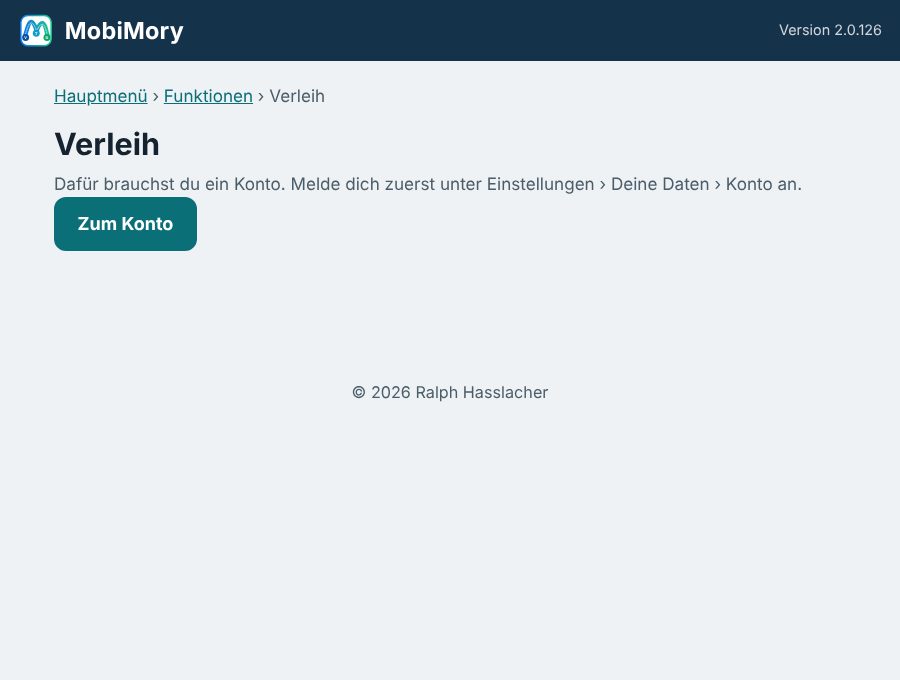 MobiMory
Version 2.0.126
Hauptmenü › Funktionen › Verleih
Verleih
Dafür brauchst du ein Konto. Melde dich zuerst unter Einstellungen › Deine Daten › Konto an.
Zum Konto
© 2026 Ralph Hasslacher